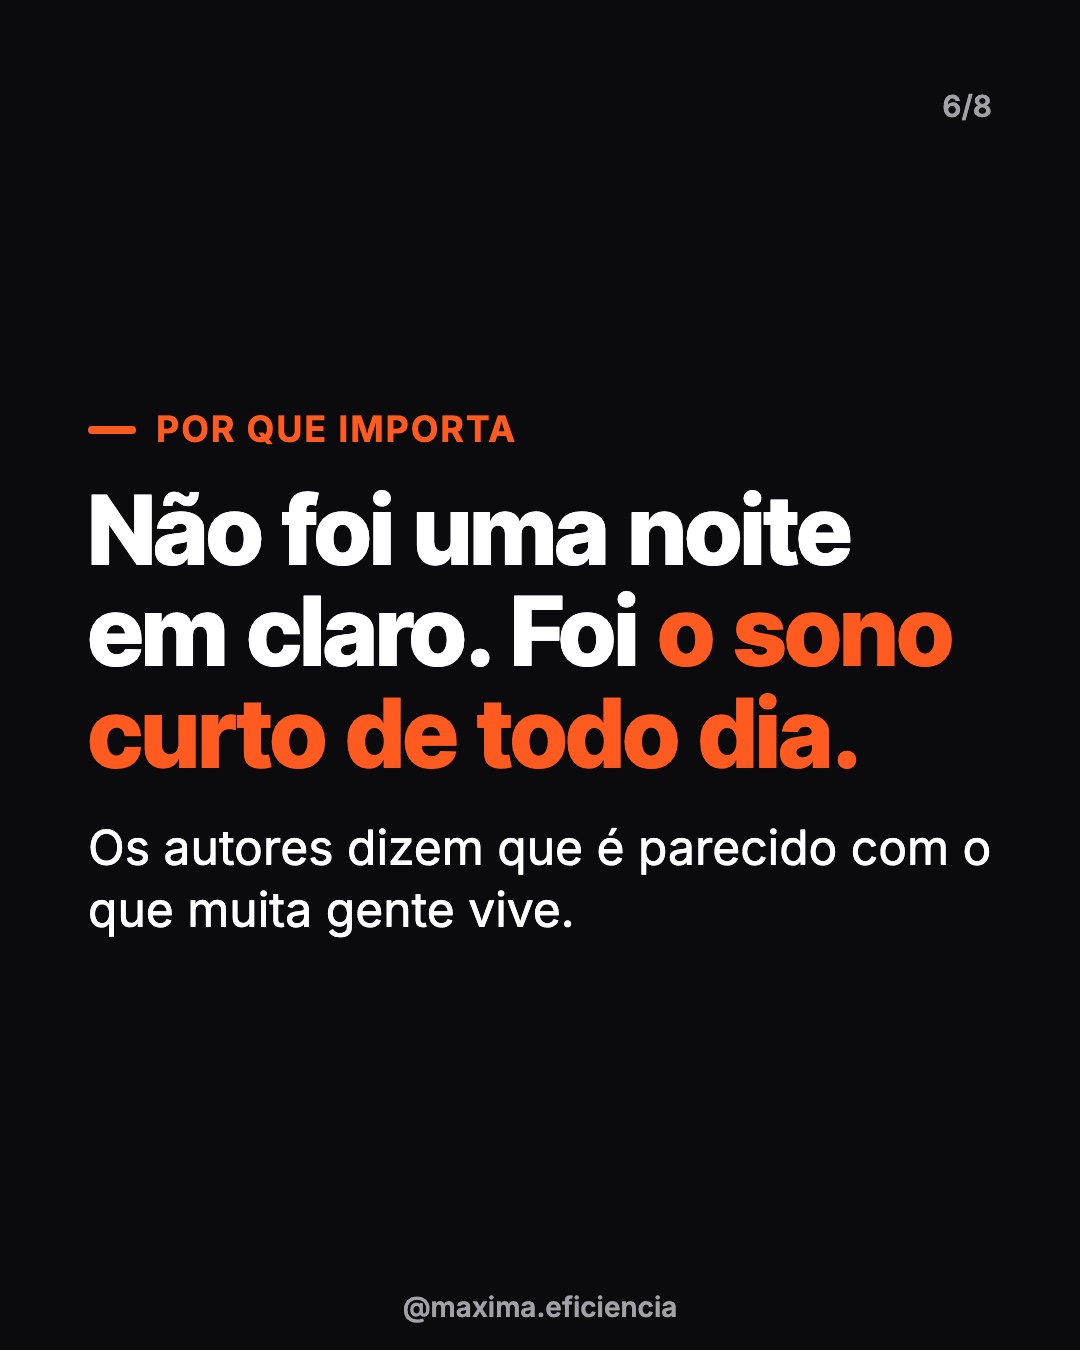 6/8
POR QUE IMPORTA
Não foi uma noite
em claro. Foi o sono
curto de todo dia.
Os autores dizem que é parecido com o
que muita gente vive.
@maxima.eficiencia